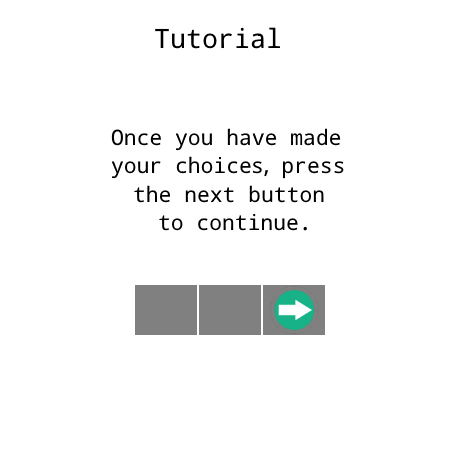 Tutorial
Once you have made
your choices, press
the next button
to continue.